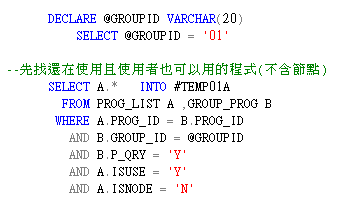 DECLARE @GROUPID VARCHAR(20)
SELECT @GROUPID = '01'
--先找還在使用且使用者也可以用的程式(不含節點)
SELECT A.* INTO #TEMP01A
FROM PROG_LIST A ,GROUP_PROG B
WHERE A.PROG_ID = B.PROG_ID
AND B.GROUP_ID = @GROUPID
AND B.P_QRY = 'Y'
AND A.ISUSE = 'Y'
AND A.ISNODE = 'N'